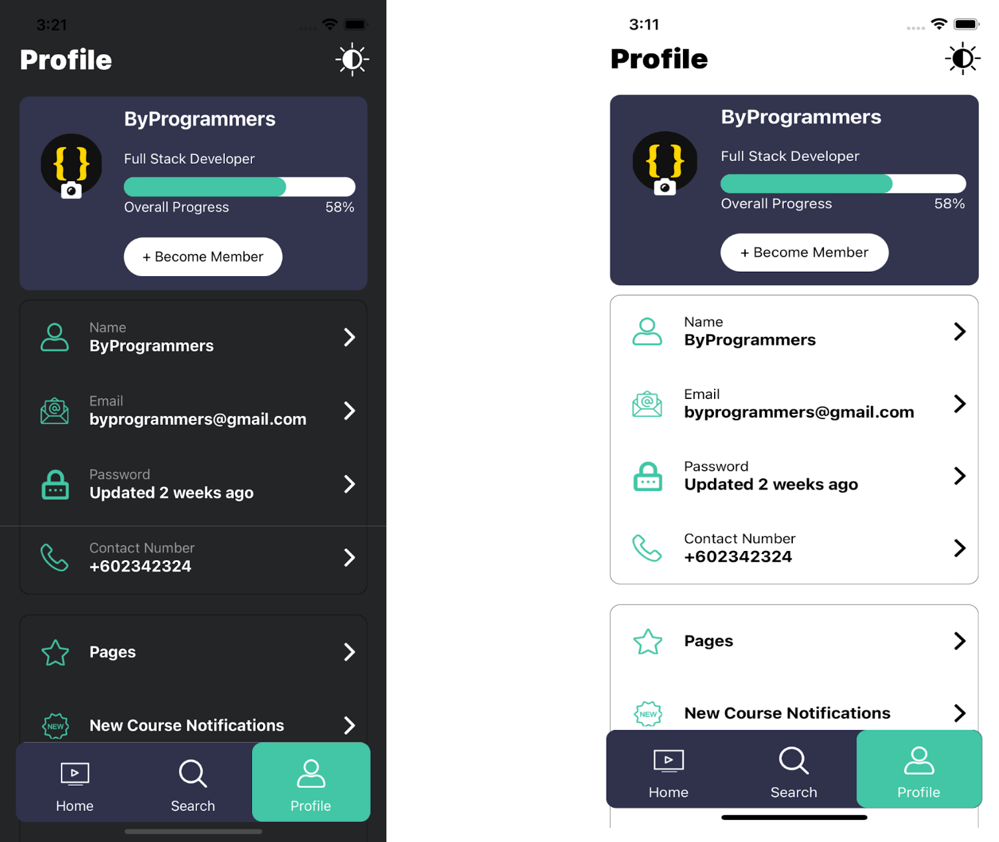 3:21
Profile
ByProgrammers
{ }
Full Stack Developer
Overall Progress 58%
+ Become Member
Name
ByProgrammers
Email
byprogrammers@gmail.com
Password
Updated 2 weeks ago
Contact Number
+602342324
Pages
NEW
New Course Notifications
Home Search Profile
3:11
Profile
ByProgrammers
{ }
Full Stack Developer
Overall Progress 58%
+ Become Member
Name
ByProgrammers
Email
byprogrammers@gmail.com
Password
Updated 2 weeks ago
Contact Number
+602342324
Pages
NEW
New Course Notifications
Home Search Profile